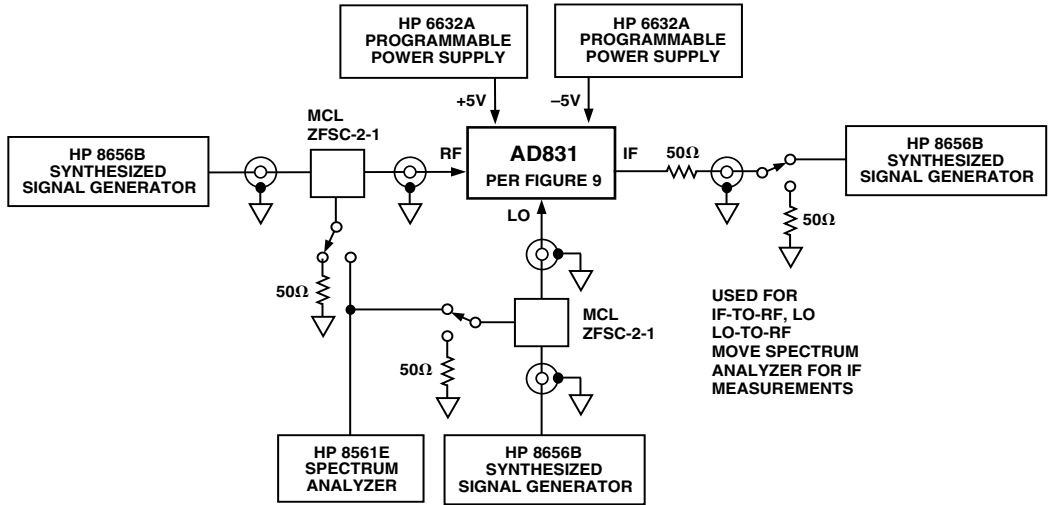 HP 6632A
PROGRAMMABLE
POWER SUPPLY
HP 6632A
PROGRAMMABLE
POWER SUPPLY
+5V
–5V
MCL
ZFSC-2-1
HP 8656B
SYNTHESIZED
SIGNAL GENERATOR
RF
AD831
PER FIGURE 9
IF
50Ω
HP 8656B
SYNTHESIZED
SIGNAL GENERATOR
LO
50Ω
50Ω
MCL
ZFSC-2-1
50Ω
USED FOR
IF-TO-RF, LO
LO-TO-RF
MOVE SPECTRUM
ANALYZER FOR IF
MEASUREMENTS
HP 8561E
SPECTRUM
ANALYZER
HP 8656B
SYNTHESIZED
SIGNAL GENERATOR